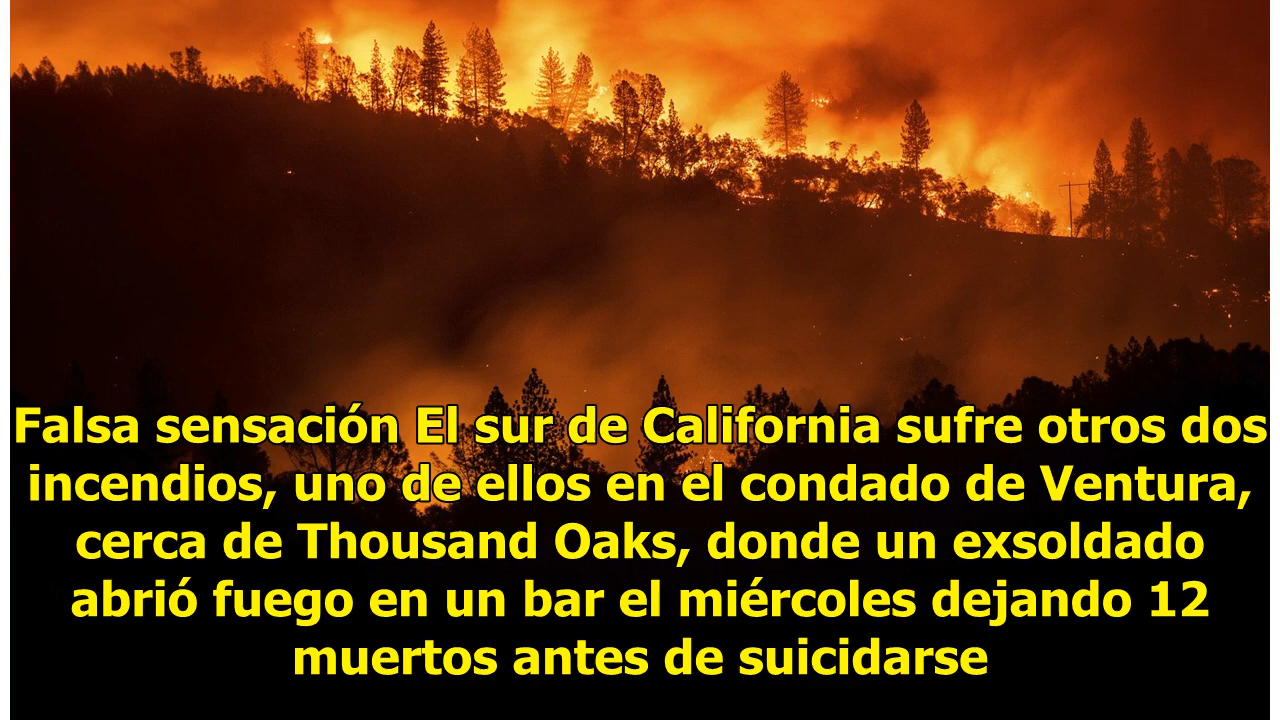 Falsa sensación El sur de California sufre otros dos
incendios, uno de ellos en el condado de Ventura,
cerca de Thousand Oaks, donde un exsoldado
abrió fuego en un bar el miércoles dejando 12
muertos antes de suicidarse